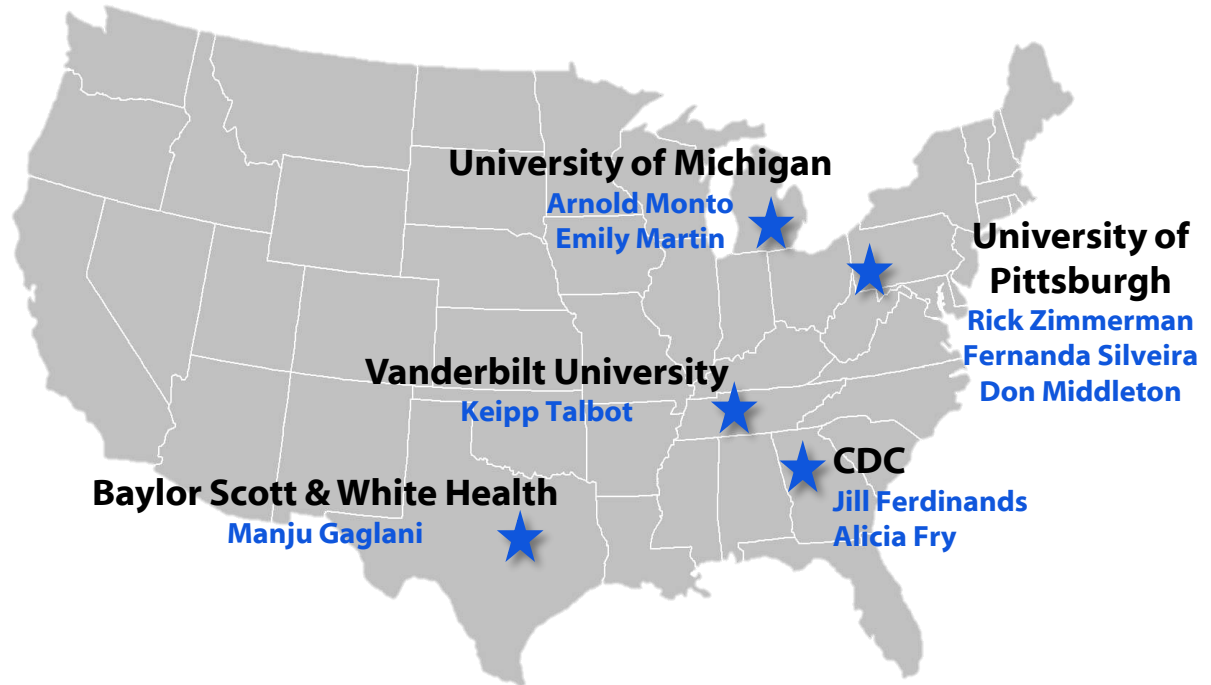 University of Michigan
Arnold Monto
Emily Martin
University of
Pittsburgh
Rick Zimmerman
Fernanda Silveira
Don Middleton
Vanderbilt University
Keipp Talbot
CDC
Jill Ferdinands
Alicia Fry
Baylor Scott & White Health
Manju Gaglani